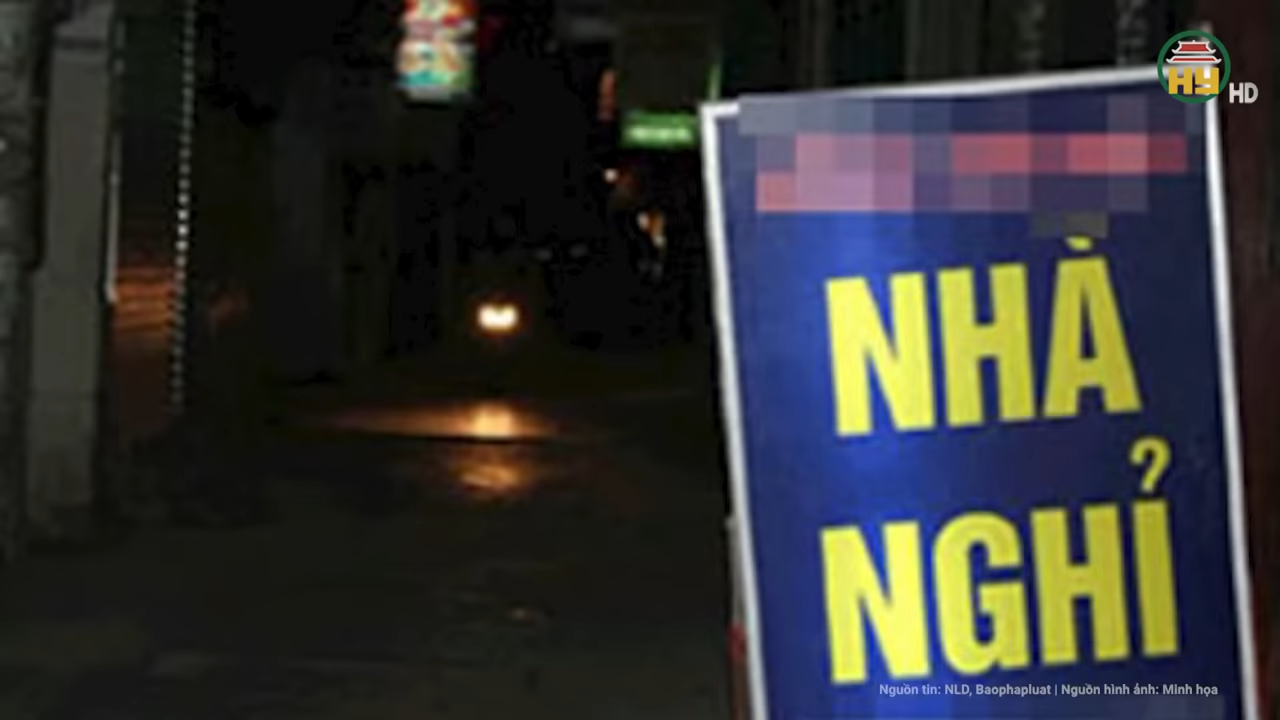 HY HD
NHÀ
NGHỈ
Nguồn tin: NLD, Baophapluat | Nguồn hình ảnh: Minh họa